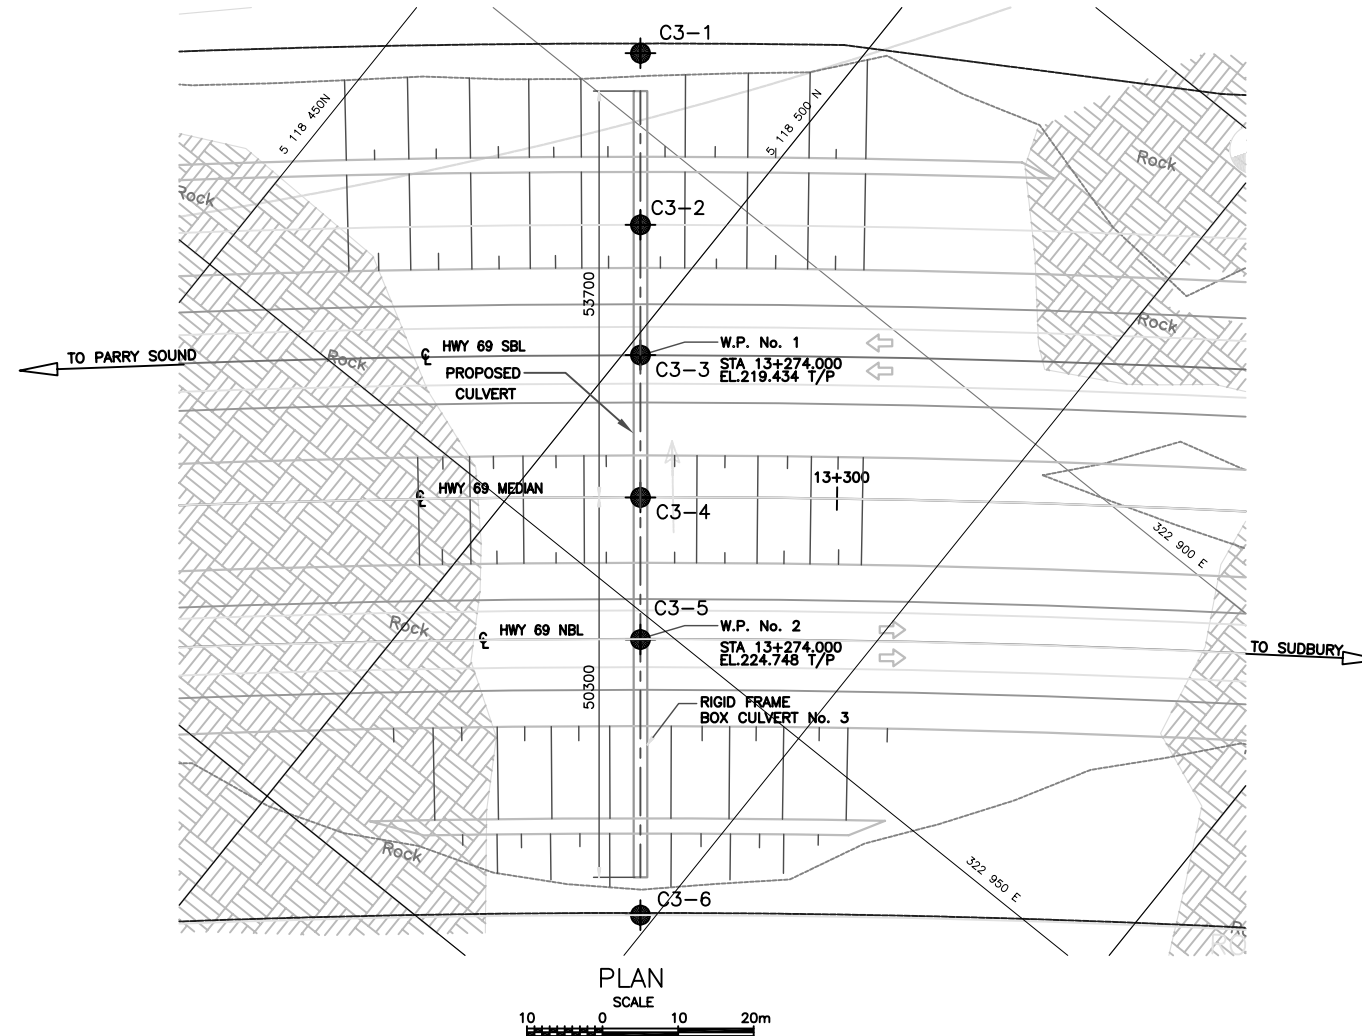 C3-1
5 118 450N
5 118 500 N
Rock
Rock
C3-2
53700
Rock
TO PARRY SOUND
Rock
℄ HWY 69 SBL
W.P. No. 1
STA 13+274.000
EL.219.434 T/P
C3-3
PROPOSED
CULVERT
℄ HWY 69 MEDIAN
13+300
C3-4
322 900 E
C3-5
Rock
℄ HWY 69 NBL
W.P. No. 2
STA 13+274.000
EL.224.748 T/P
TO SUDBURY
50300
RIGID FRAME
BOX CULVERT No. 3
Rock
322 950 E
C3-6
PLAN
SCALE
10 0 10 20m